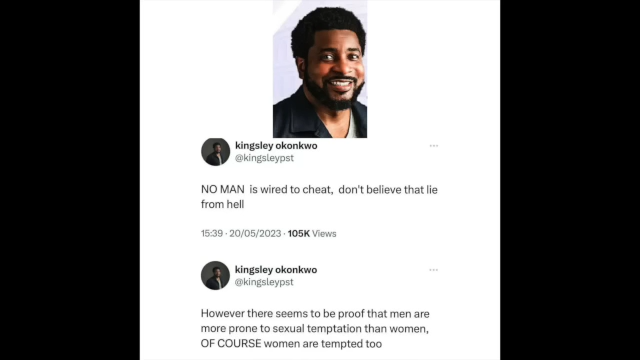 kingsley okonkwo
@kingsleypst
NO MAN is wired to cheat, don't believe that lie
from hell
15:39 · 20/05/2023 · 105K Views
kingsley okonkwo
@kingsleypst
However there seems to be proof that men are
more prone to sexual temptation than women,
OF COURSE women are tempted too